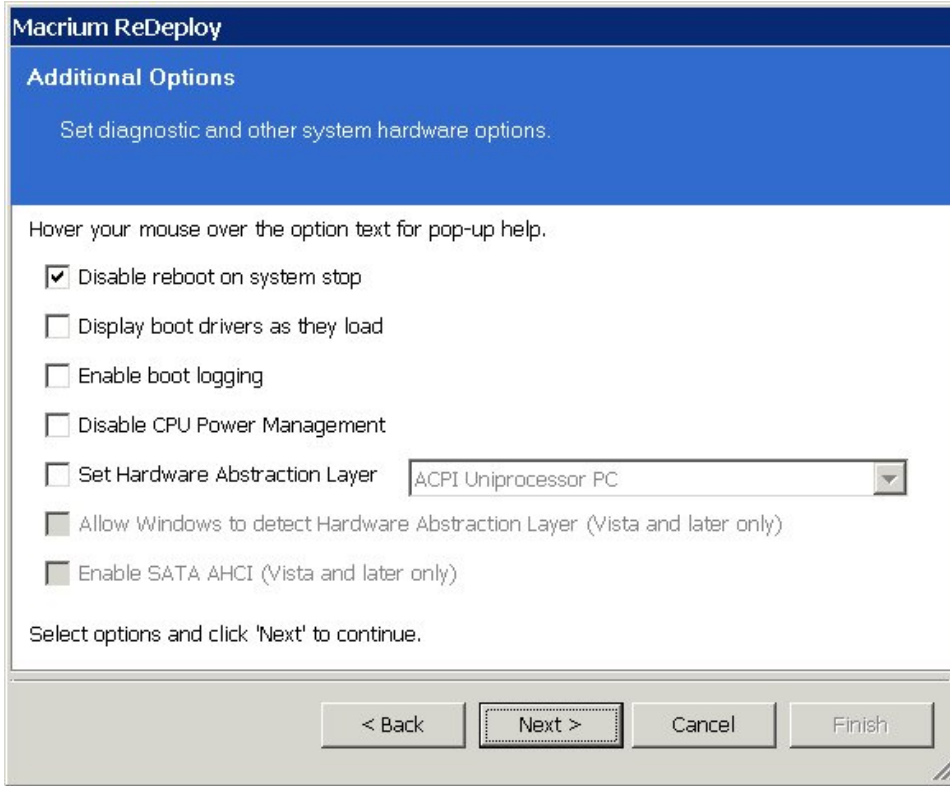 Macrium ReDeploy
Additional Options
Set diagnostic and other system hardware options.
Hover your mouse over the option text for pop-up help.
Disable reboot on system stop
Display boot drivers as they load
Enable boot logging
Disable CPU Power Management
Set Hardware Abstraction Layer ACPI Uniprocessor PC
Allow Windows to detect Hardware Abstraction Layer (Vista and later only)
Enable SATA AHCI (Vista and later only)
Select options and click 'Next' to continue.
< Back Next > Cancel Finish